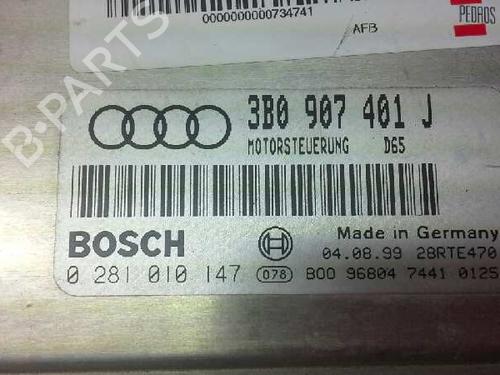 0000000000734741
AFB
PEDROS
B-PARTS
3B0 907 401 J
MOTORSTEUERUNG D65
BOSCH
Made in Germany
04.08.99 28RTE470
0 281 010 147 078 B00 96804 7441 0125